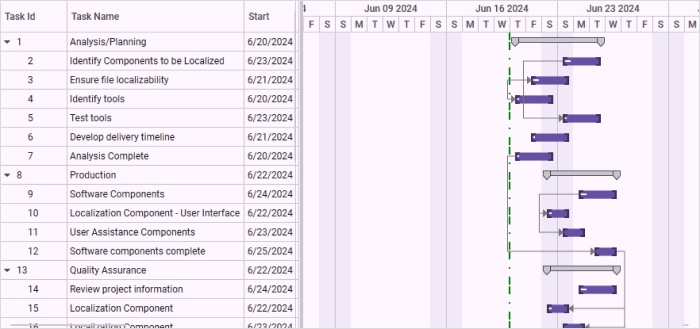 Task Id Task Name Start 4 Jun 09 2024 Jun 16 2024 Jun 23 2024
F S S M T W T F S S M T W T F S S M T W T F S S M
1 Analysis/Planning 6/20/2024
2 Identify Components to be Localized 6/23/2024
3 Ensure file localizability 6/21/2024
4 Identify tools 6/20/2024
5 Test tools 6/23/2024
6 Develop delivery timeline 6/21/2024
7 Analysis Complete 6/20/2024
8 Production 6/22/2024
9 Software Components 6/24/2024
10 Localization Component - User Interface 6/22/2024
11 User Assistance Components 6/23/2024
12 Software components complete 6/25/2024
13 Quality Assurance 6/22/2024
14 Review project information 6/24/2024
15 Localization Component 6/22/2024
16 Localization Component 6/23/2024